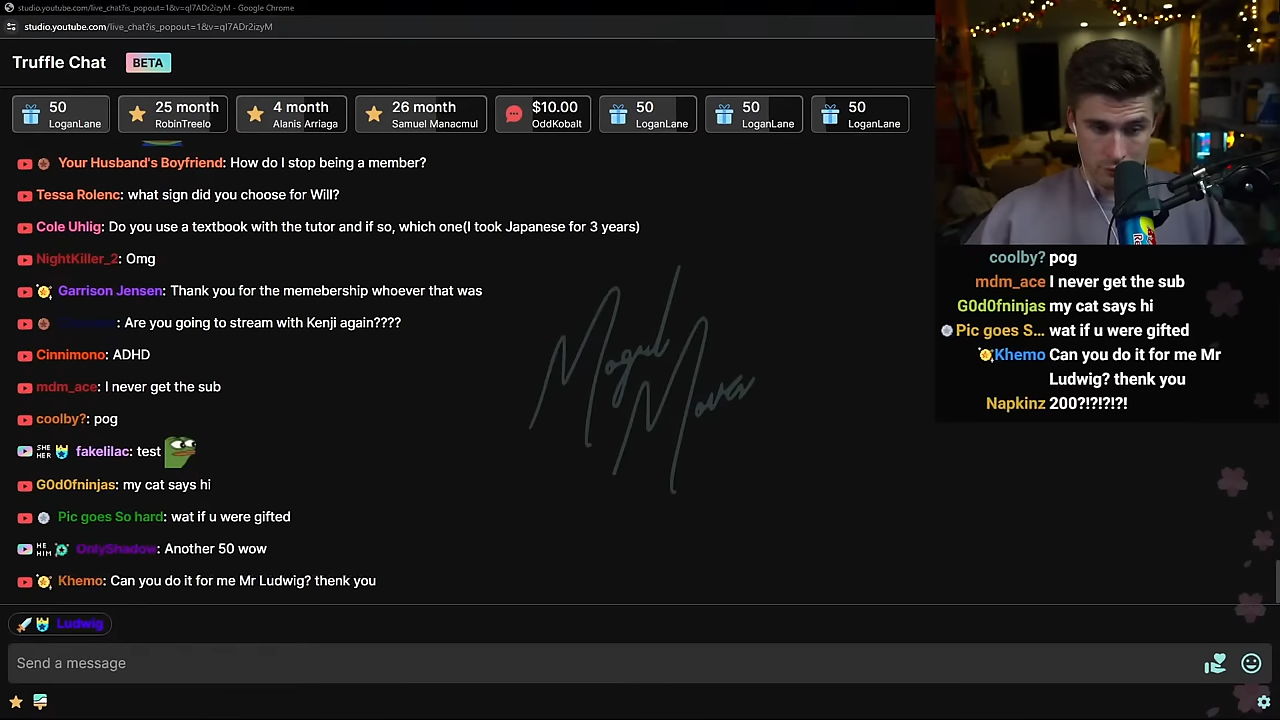 studio.youtube.com/live_chat?is_popout=1&v=qI7ADr2izyM - Google Chrome
studio.youtube.com/live_chat?is_popout=1&v=qI7ADr2izyM
Truffle Chat BETA
50 LoganLane
25 month RobinTreelo
4 month Alanis Arriaga
26 month Samuel Manacmul
$10.00 OddKobalt
50 LoganLane
50 LoganLane
50 LoganLane
Your Husband's Boyfriend: How do I stop being a member?
Tessa Rolenc: what sign did you choose for Will?
Cole Uhlig: Do you use a textbook with the tutor and if so, which one(I took Japanese for 3 years)
NightKiller_2: Omg
Garrison Jensen: Thank you for the memebership whoever that was
: Are you going to stream with Kenji again????
Cinnimono: ADHD
mdm_ace: I never get the sub
coolby?: pog
SHE HER fakelilac: test
G0d0fninjas: my cat says hi
Pic goes So hard: wat if u were gifted
HE HIM OnlyShadow: Another 50 wow
Khemo: Can you do it for me Mr Ludwig? thenk you
Ludwig
Send a message
Mogul
Moves
coolby? pog
mdm_ace I never get the sub
G0d0fninjas my cat says hi
Pic goes S... wat if u were gifted
Khemo Can you do it for me Mr
Ludwig? thenk you
Napkinz 200?!?!?!?!